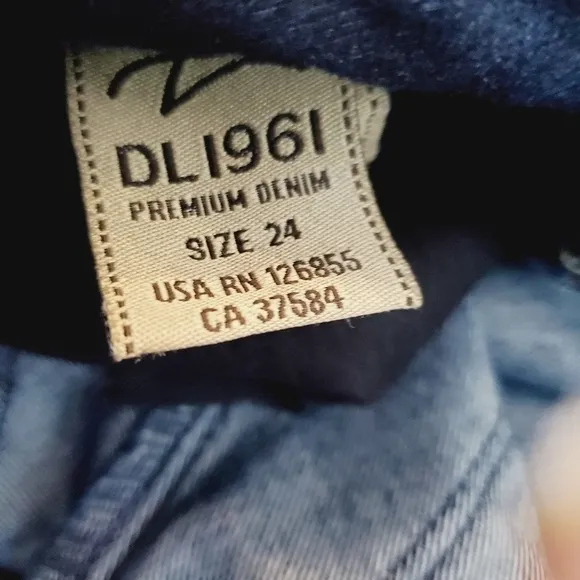 DL1961
PREMIUM DENIM
SIZE 24
USA RN 126855
CA 37584